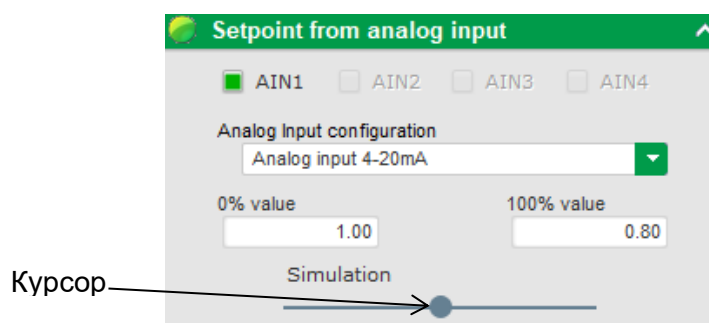 Setpoint from analog input
AIN1 AIN2 AIN3 AIN4
Analog Input configuration
Analog input 4-20mA
0% value 100% value
1.00 0.80
Simulation
Курсор